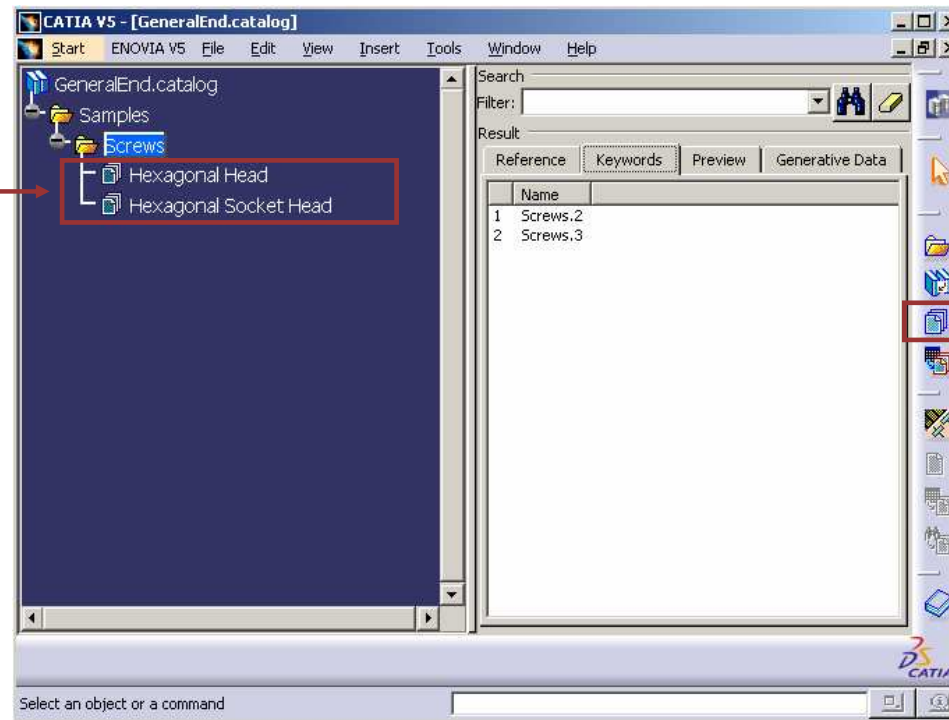 CATIA V5 - [GeneralEnd.catalog]
Start ENOVIA V5 File Edit View Insert Tools Window Help
GeneralEnd.catalog
Samples
Screws
Hexagonal Head
Hexagonal Socket Head
Search
Filter:
Result
Reference Keywords Preview Generative Data
Name
1 Screws.2
2 Screws.3
DS
CATIA
Select an object or a command